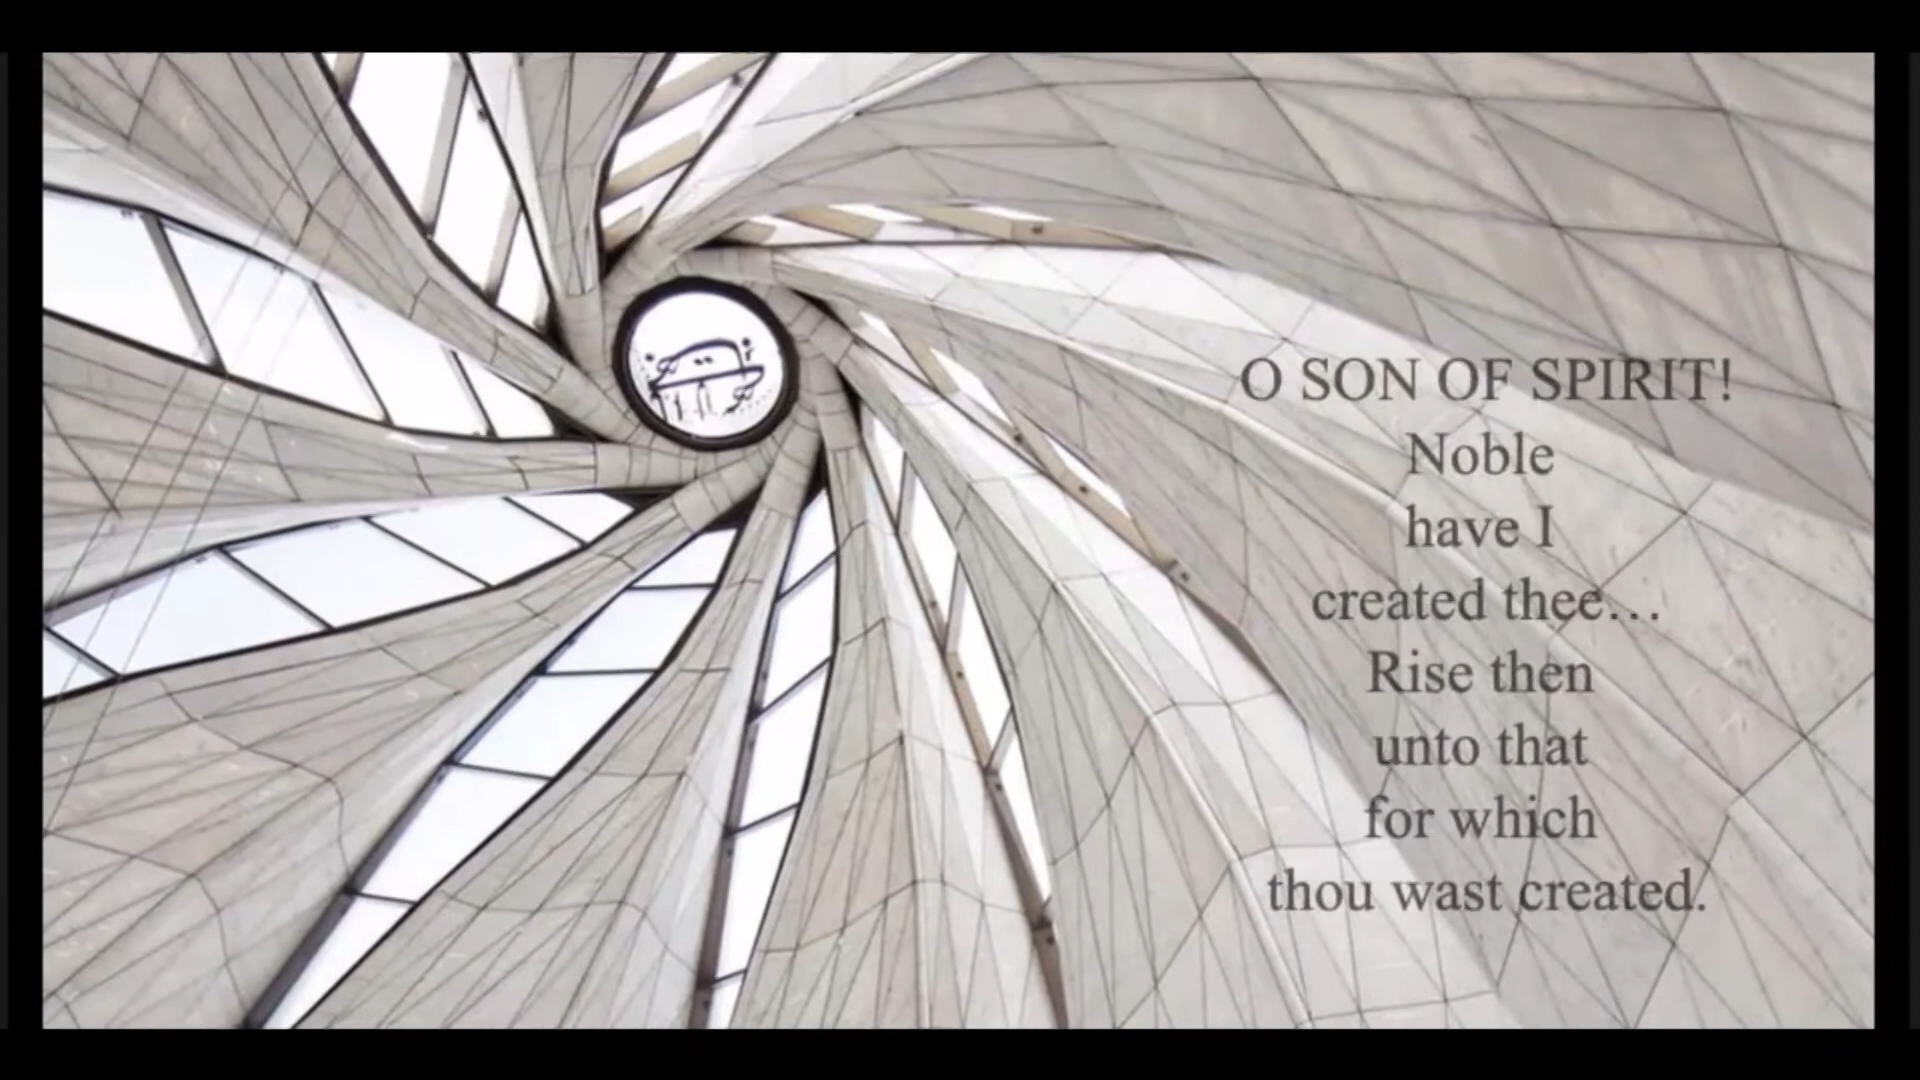 O SON OF SPIRIT!
Noble
have I
created thee…
Rise then
unto that
for which
thou wast created.